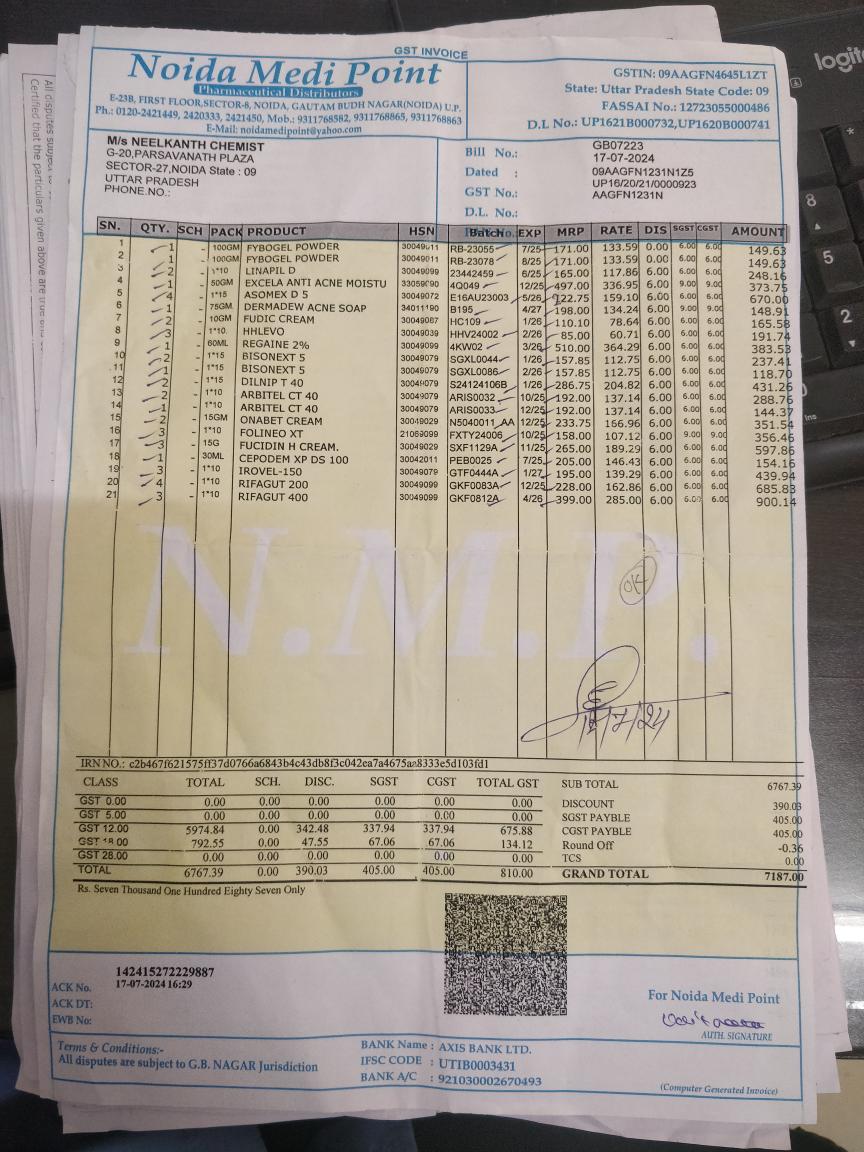 GST INVOICE
Noida Medi Point
Pharmaceutical Distributors
E-23B, FIRST FLOOR,SECTOR-8, NOIDA, GAUTAM BUDH NAGAR(NOIDA) U.P.
Ph.: 0120-2421449, 2420333, 2421450, Mob.: 9311768582, 9311768865, 9311768863
E-Mail: noidamedipoint@yahoo.com
GSTIN: 09AAGFN4645L1ZT
State: Uttar Pradesh State Code: 09
FASSAI No.: 12723055000486
D.L No.: UP1621B000732,UP1620B000741
M/s NEELKANTH CHEMIST
G-20,PARSAVANATH PLAZA
SECTOR-27,NOIDA State : 09
UTTAR PRADESH
PHONE.NO.:
Bill No.: GB07223
Dated : 17-07-2024
GST No.: 09AAGFN1231N1Z5
D.L. No.: UP16/20/21/0000923
AAGFN1231N
SN. QTY. SCH PACK PRODUCT HSN Batch EXP MRP RATE DIS SGST CGST AMOUNT
1 1 - 100GM FYBOGEL POWDER 30049011 RB-23055 7/25 171.00 133.59 0.00 6.00 6.00 149.63
2 1 - 100GM FYBOGEL POWDER 30049011 RB-23078 8/25 171.00 133.59 0.00 6.00 6.00 149.63
3 2 - 1*10 LINAPIL D 30049099 23442459 6/25 165.00 117.86 6.00 6.00 6.00 248.16
4 1 - 50GM EXCELA ANTI ACNE MOISTU 33059090 4Q049 12/25 497.00 336.95 6.00 9.00 9.00 373.75
5 4 - 1*15 ASOMEX D 5 30049072 E16AU23003 5/26 222.75 159.10 6.00 6.00 6.00 670.00
6 1 - 75GM. DERMADEW ACNE SOAP 34011190 B195 4/27 198.00 134.24 6.00 9.00 9.00 148.91
7 2 - 10GM FUDIC CREAM 30049087 HC109 1/26 110.10 78.64 6.00 6.00 6.00 165.58
8 3 - 1*10. HHLEVO 30049039 HHV24002 2/26 85.00 60.71 6.00 6.00 6.00 191.74
9 1 - 60ML REGAINE 2% 30049099 4KW02 3/26 510.00 364.29 6.00 6.00 6.00 383.53
10 2 - 1*15 BISONEXT 5 30049079 SGXL0044 1/26 157.85 112.75 6.00 6.00 6.00 237.41
11 1 - 1*15 BISONEXT 5 30049079 SGXL0086 2/26 157.85 112.75 6.00 6.00 6.00 118.70
12 2 - 1*15 DILNIP T 40 30049079 S24124106B 1/26 286.75 204.82 6.00 6.00 6.00 431.26
13 2 - 1*10 ARBITEL CT 40 30049079 ARIS0032 10/25 192.00 137.14 6.00 6.00 6.00 288.76
14 1 - 1*10 ARBITEL CT 40 30049079 ARIS0033 12/25 192.00 137.14 6.00 6.00 6.00 144.37
15 2 - 15GM ONABET CREAM 30049029 N5040011 AA 12/25 233.75 166.96 6.00 6.00 6.00 351.54
16 3 - 1*10 FOLINEO XT 21069099 FXTY24006 10/25 158.00 107.12 6.00 9.00 9.00 356.46
17 3 - 15G FUCIDIN H CREAM. 30049029 SXF1129A 11/25 265.00 189.29 6.00 6.00 6.00 597.86
18 1 - 30ML CEPODEM XP DS 100 30042011 PEB0025 7/25 205.00 146.43 6.00 6.00 6.00 154.16
19 3 - 1*10 IROVEL-150 30049079 GTF0444A 1/27 195.00 139.29 6.00 6.00 6.00 439.94
20 4 - 1*10 RIFAGUT 200 30049099 GKF0083A 12/25 228.00 162.86 6.00 6.00 6.00 685.83
21 3 - 1*10 RIFAGUT 400 30049099 GKF0812A 4/26 399.00 285.00 6.00 6.00 6.00 900.14
N.M.P.
OK
IRN NO.: c2b467f621575ff37d0766a6843b4c43db8f3c042ea7a4675aa8333e5d103fd1
CLASS TOTAL SCH. DISC. SGST CGST TOTAL GST
GST 0.00 0.00 0.00 0.00 0.00 0.00 0.00
GST 5.00 0.00 0.00 0.00 0.00 0.00 0.00
GST 12.00 5974.84 0.00 342.48 337.94 337.94 675.88
GST 18.00 792.55 0.00 47.55 67.06 67.06 134.12
GST 28.00 0.00 0.00 0.00 0.00 0.00 0.00
TOTAL 6767.39 0.00 390.03 405.00 405.00 810.00
SUB TOTAL 6767.39
DISCOUNT 390.03
SGST PAYBLE 405.00
CGST PAYBLE 405.00
Round Off -0.36
TCS 0.00
GRAND TOTAL 7187.00
Rs. Seven Thousand One Hundred Eighty Seven Only
142415272229887
ACK No. 17-07-2024 16:29
ACK DT:
EWB No:
For Noida Medi Point
AUTH. SIGNATURE
Terms & Conditions:-
All disputes are subject to G.B. NAGAR Jurisdiction
BANK Name : AXIS BANK LTD.
IFSC CODE : UTIB0003431
BANK A/C : 921030002670493
(Computer Generated Invoice)